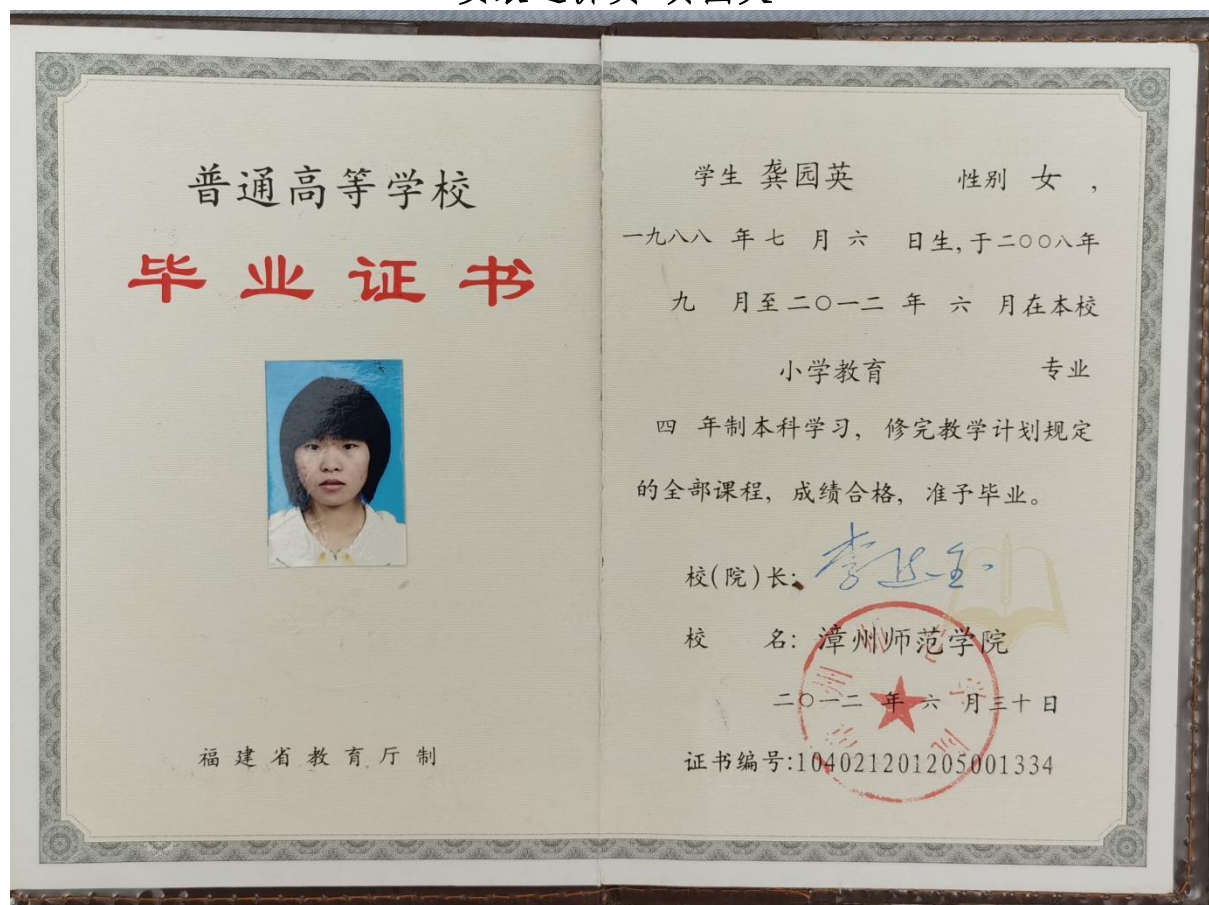 普通高等学校
毕业证书
福建省教育厅制
学生 龚园英 性别 女 ,
一九八八 年 七 月 六 日生,于二〇〇八年
九 月至二〇一二 年 六 月在本校
小学教育 专业
四 年制本科学习, 修完教学计划规定
的全部课程, 成绩合格, 准予毕业。
校(院)长:
校 名: 漳州师范学院
二〇一二 年 六 月三十日
证书编号:104021201205001334